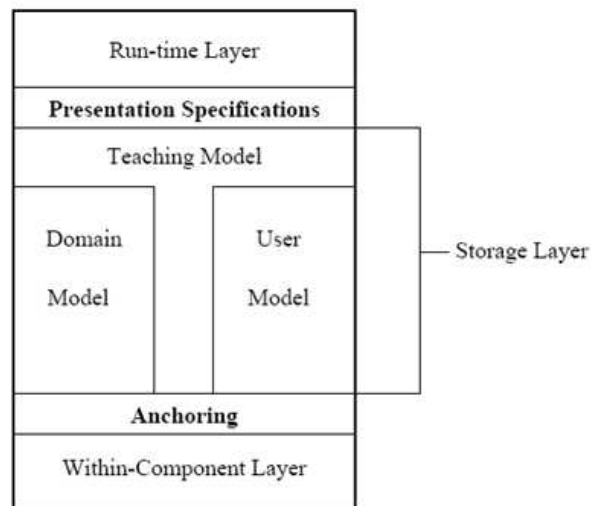 Run-time Layer
Presentation Specifications
Teaching Model
Domain
Model
User
Model
Storage Layer
Anchoring
Within-Component Layer